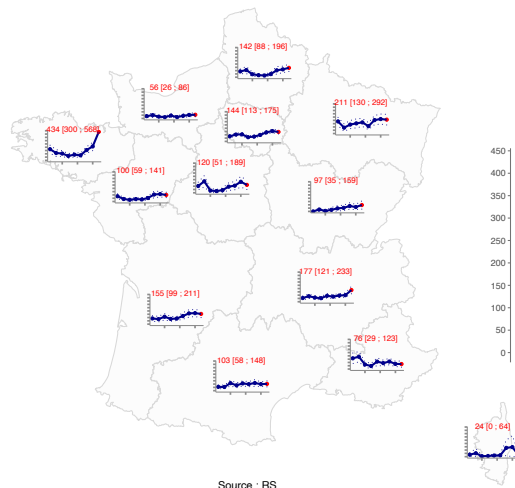 142 [88 ; 196]
56 [26 ; 86]
144 [113 ; 175]
211 [130 ; 292]
434 [300 ; 568]
100 [59 ; 141]
120 [51 ; 189]
97 [35 ; 159]
177 [121 ; 233]
155 [99 ; 211]
76 [29 ; 123]
103 [58 ; 148]
24 [0 ; 64]
450
400
350
300
250
200
150
100
50
0
Source : RS